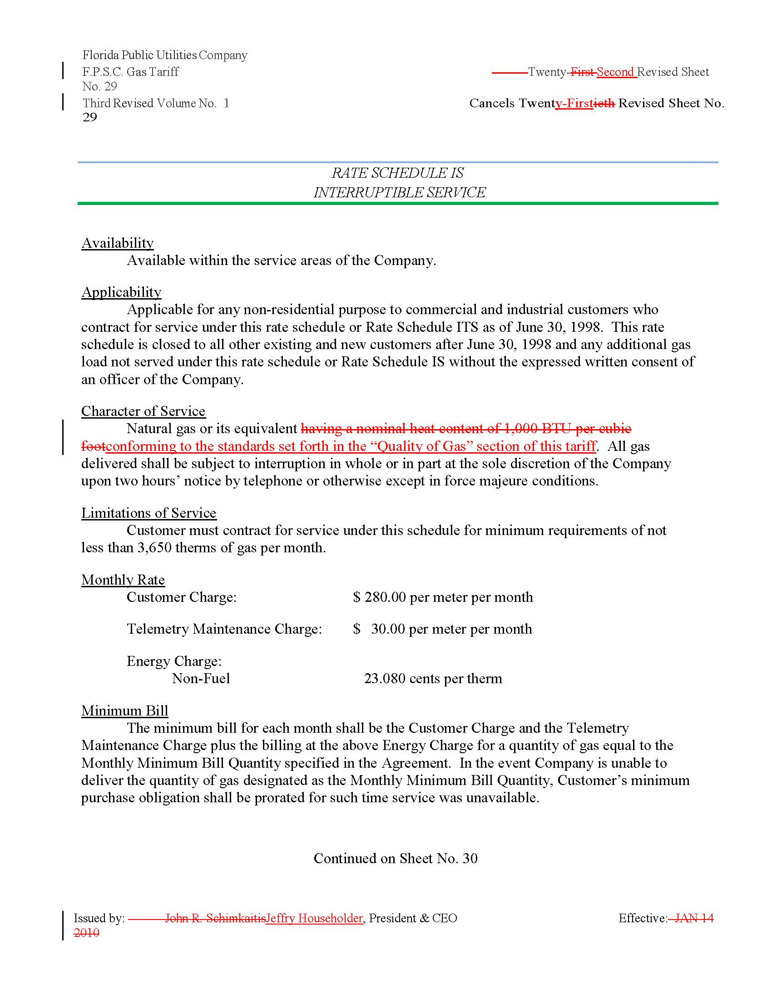 Florida Public Utilities Company
F.P.S.C. Gas Tariff Twenty-First Second Revised Sheet
No. 29
Third Revised Volume No. 1 Cancels Twenty-Firstieth Revised Sheet No.
29
RATE SCHEDULE IS
INTERRUPTIBLE SERVICE
Availability
Available within the service areas of the Company.
Applicability
Applicable for any non-residential purpose to commercial and industrial customers who
contract for service under this rate schedule or Rate Schedule ITS as of June 30, 1998. This rate
schedule is closed to all other existing and new customers after June 30, 1998 and any additional gas
load not served under this rate schedule or Rate Schedule IS without the expressed written consent of
an officer of the Company.
Character of Service
Natural gas or its equivalent having a nominal heat content of 1,000 BTU per cubic
footconforming to the standards set forth in the “Quality of Gas” section of this tariff. All gas
delivered shall be subject to interruption in whole or in part at the sole discretion of the Company
upon two hours’ notice by telephone or otherwise except in force majeure conditions.
Limitations of Service
Customer must contract for service under this schedule for minimum requirements of not
less than 3,650 therms of gas per month.
Monthly Rate
Customer Charge: $ 280.00 per meter per month
Telemetry Maintenance Charge: $ 30.00 per meter per month
Energy Charge:
Non-Fuel 23.080 cents per therm
Minimum Bill
The minimum bill for each month shall be the Customer Charge and the Telemetry
Maintenance Charge plus the billing at the above Energy Charge for a quantity of gas equal to the
Monthly Minimum Bill Quantity specified in the Agreement. In the event Company is unable to
deliver the quantity of gas designated as the Monthly Minimum Bill Quantity, Customer’s minimum
purchase obligation shall be prorated for such time service was unavailable.
Continued on Sheet No. 30
Issued by: John R. SchimkaitisJeffry Householder, President & CEO Effective: JAN 14
2010